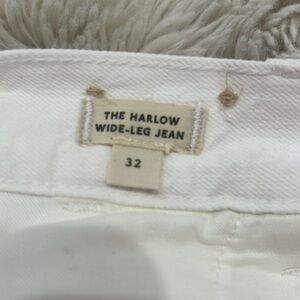 THE HARLOW
WIDE-LEG JEAN
32